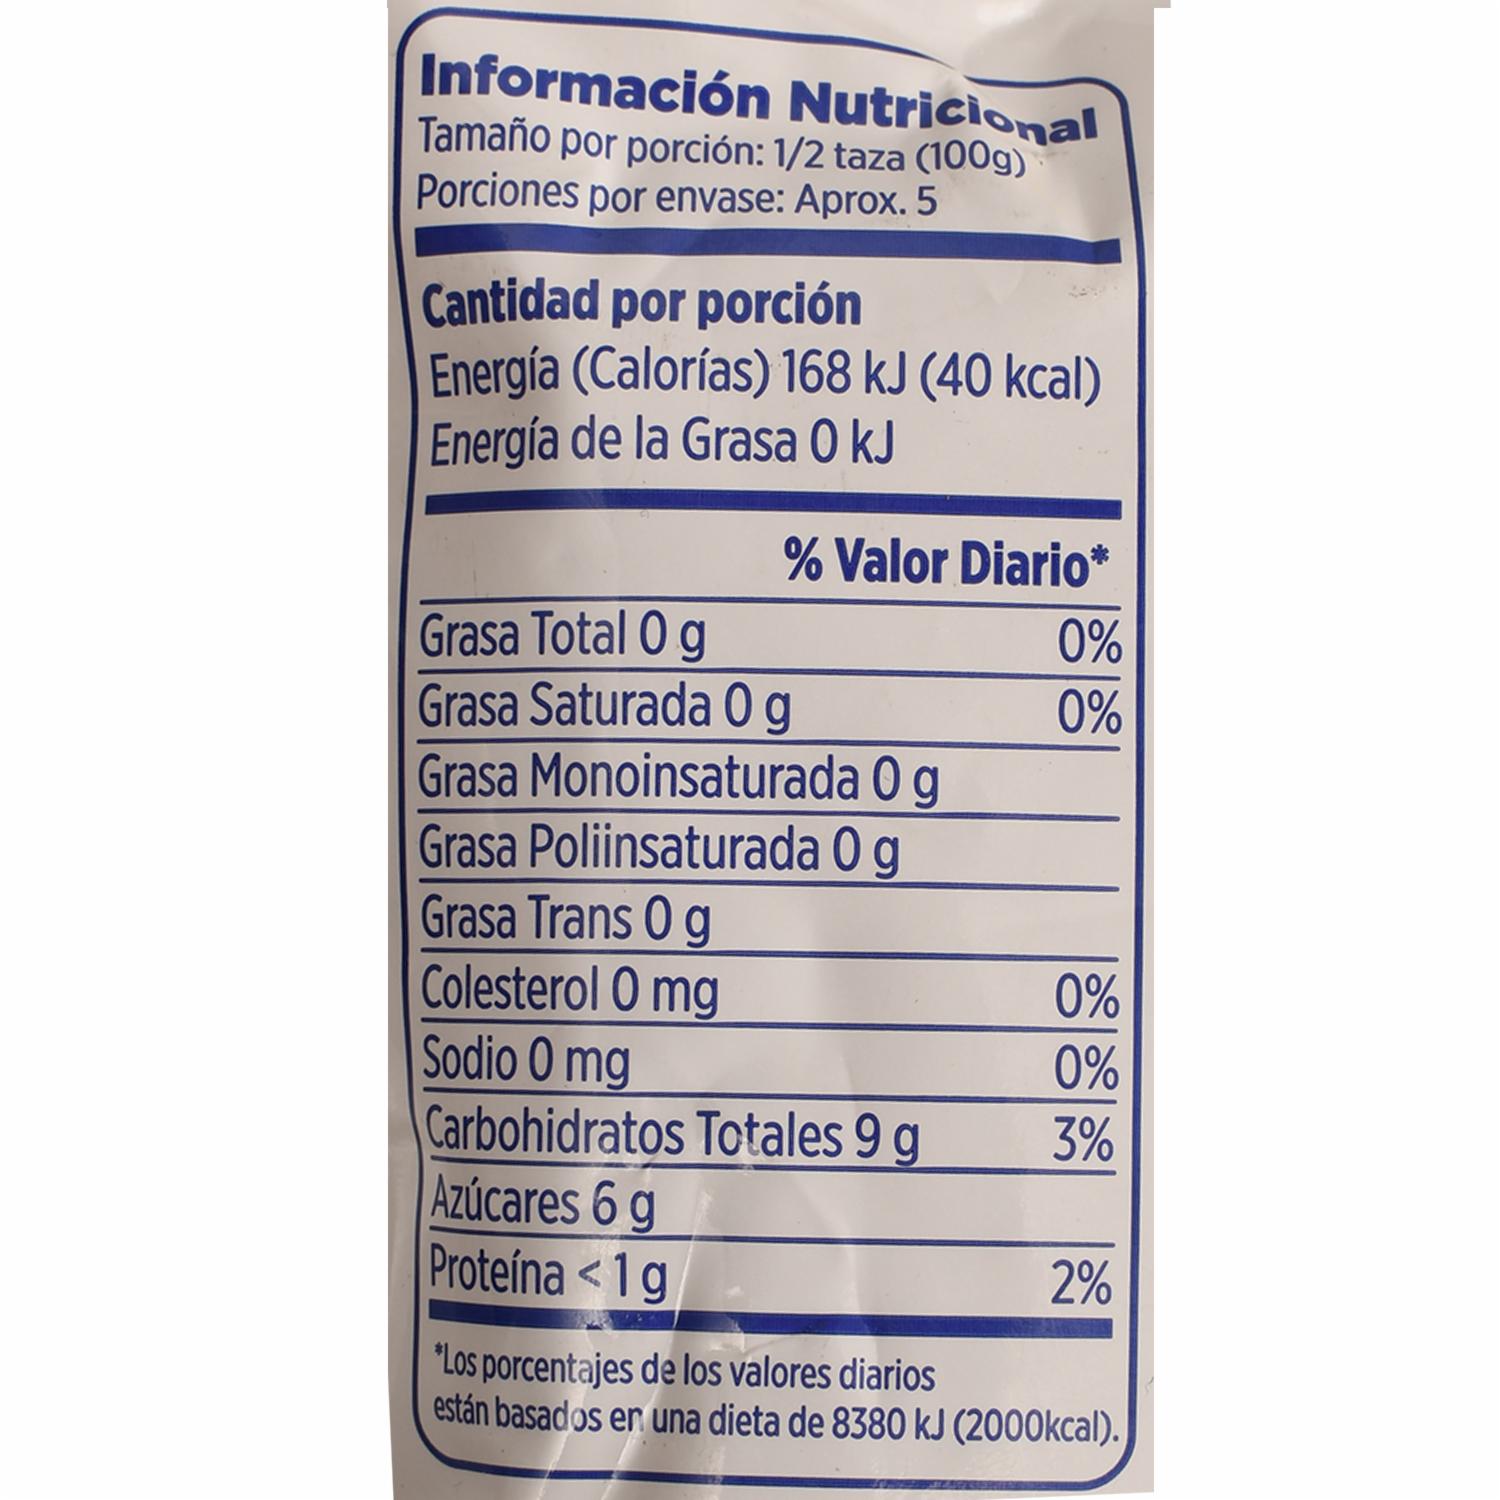 Información Nutricional
Tamaño por porción: 1/2 taza (100g)
Porciones por envase: Aprox. 5
Cantidad por porción
Energía (Calorías) 168 kJ (40 kcal)
Energía de la Grasa 0 kJ
% Valor Diario*
Grasa Total 0 g 0%
Grasa Saturada 0 g 0%
Grasa Monoinsaturada 0 g
Grasa Poliinsaturada 0 g
Grasa Trans 0 g
Colesterol 0 mg 0%
Sodio 0 mg 0%
Carbohidratos Totales 9 g 3%
Azúcares 6 g
Proteína < 1 g 2%
*Los porcentajes de los valores diarios
están basados en una dieta de 8380 kJ (2000kcal).